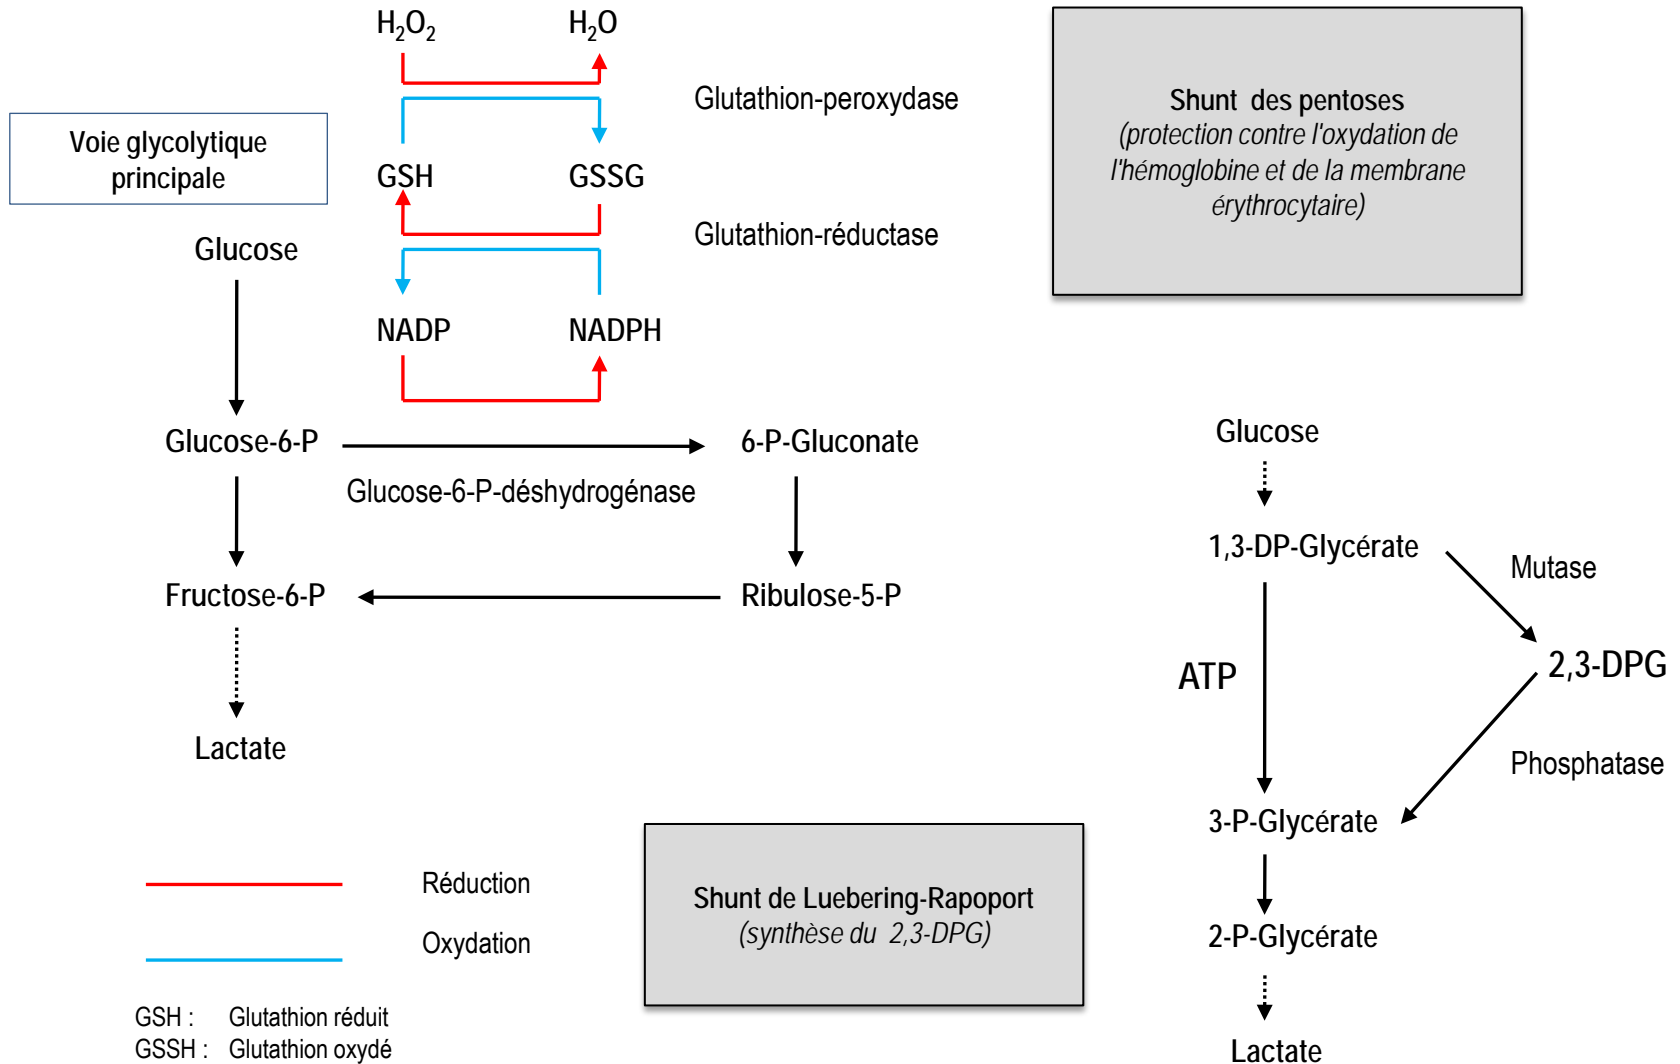 H₂O₂
H₂O
Glutathion-peroxydase
Voie glycolytique
principale
GSH
GSSG
Glutathion-réductase
Glucose
NADP
NADPH
Glucose-6-P
6-P-Gluconate
Glucose-6-P-déshydrogénase
Fructose-6-P
Ribulose-5-P
Lactate
Shunt des pentoses
(protection contre l'oxydation de
l'hémoglobine et de la membrane
érythrocytaire)
Glucose
1,3-DP-Glycérate
Mutase
ATP
2,3-DPG
Phosphatase
3-P-Glycérate
2-P-Glycérate
Lactate
Shunt de Luebering-Rapoport
(synthèse du 2,3-DPG)
Réduction
Oxydation
GSH : Glutathion réduit
GSSH : Glutathion oxydé